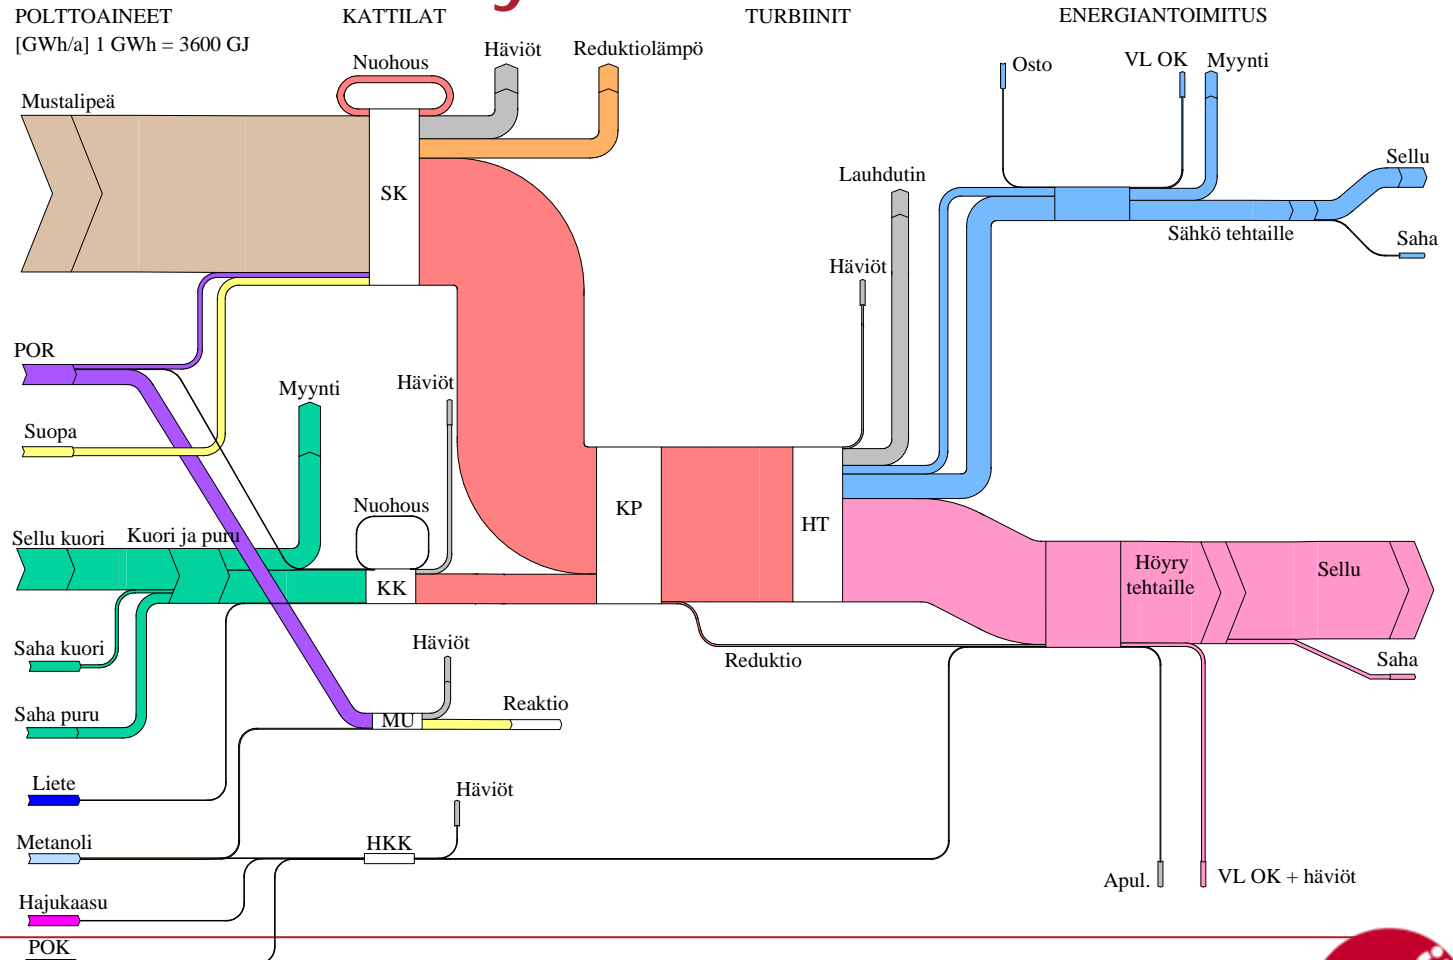 POLTTOAINEET
KATTILAT
TURBIINIT
ENERGIANTOIMITUS
[GWh/a] 1 GWh = 3600 GJ
Nuohous
Häviöt
Reduktiolämpö
Osto
VL OK
Myynti
Mustalipeä
Sellu
Lauhdutin
SK
Sähkö tehtaille
Saha
Häviöt
POR
Myynti
Häviöt
Suopa
Nuohous
KP
HT
Sellu kuori
Kuori ja puru
Höyry
tehtaille
Sellu
KK
Saha kuori
Häviöt
Reduktio
Saha
Saha puru
MU
Reaktio
Liete
Häviöt
Metanoli
HKK
Apul.
VL OK + häviöt
Hajukaasu
POK